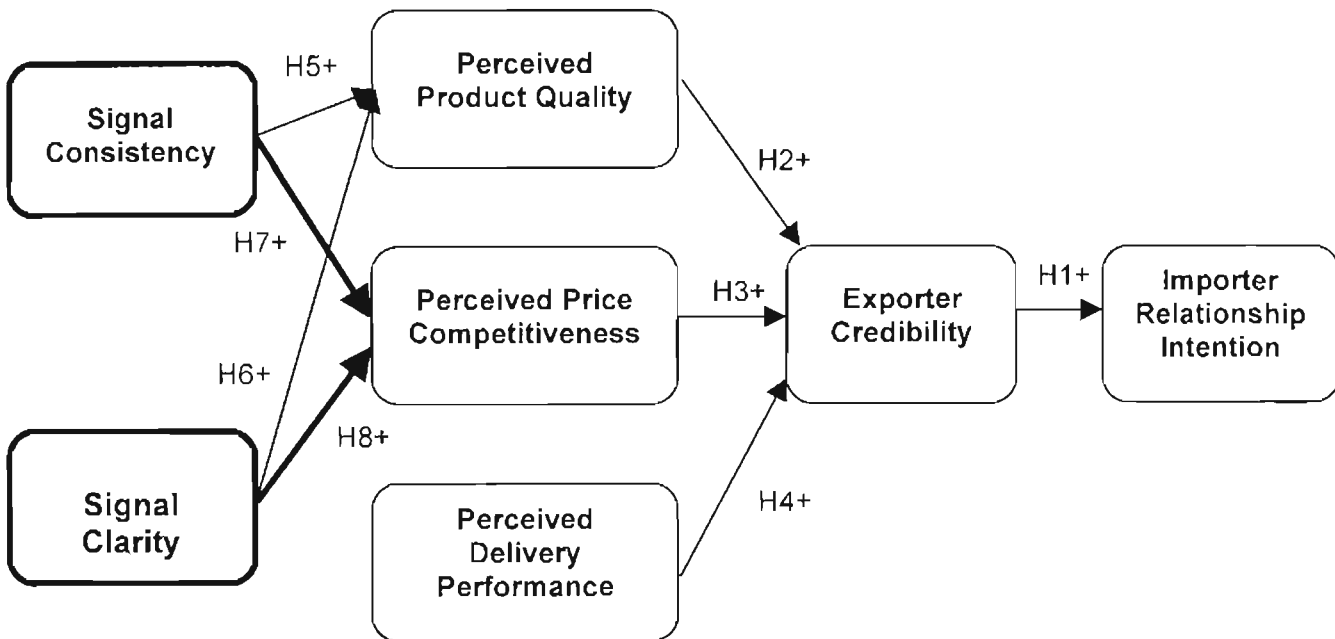 H5+
Signal
Consistency
Perceived
Product Quality
H2+
H7+
Perceived Price
Competitiveness
H3+
Exporter
Credibility
H1+
Importer
Relationship
Intention
H6+
H8+
Signal
Clarity
Perceived
Delivery
Performance
H4+